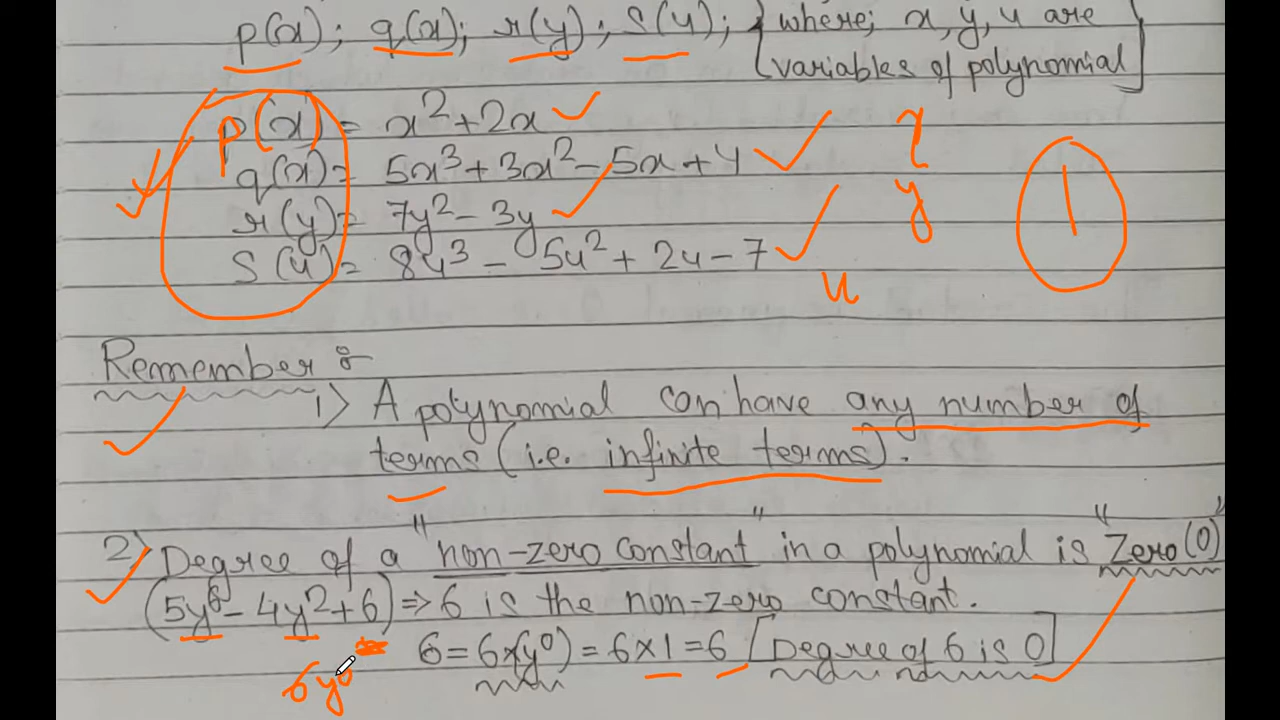 p(x); q(x); r(y); s(u); {where, x, y, u are
variables of polynomial}
p(x) = x² + 2x
q(x) = 5x³ + 3x² - 5x + 4
r(y) = 7y² - 3y
s(u) = 8u³ - 5u² + 2u - 7
x
y
u
1
Remember :-
1) A polynomial can have any number of
terms (i.e. infinite terms).
2) Degree of a "non-zero constant" in a polynomial is "Zero(0)"
(5y⁶ - 4y² + 6) ⇒ 6 is the non-zero constant.
6 = 6×(y⁰) = 6×1 = 6 [Degree of 6 is 0]
6y⁰